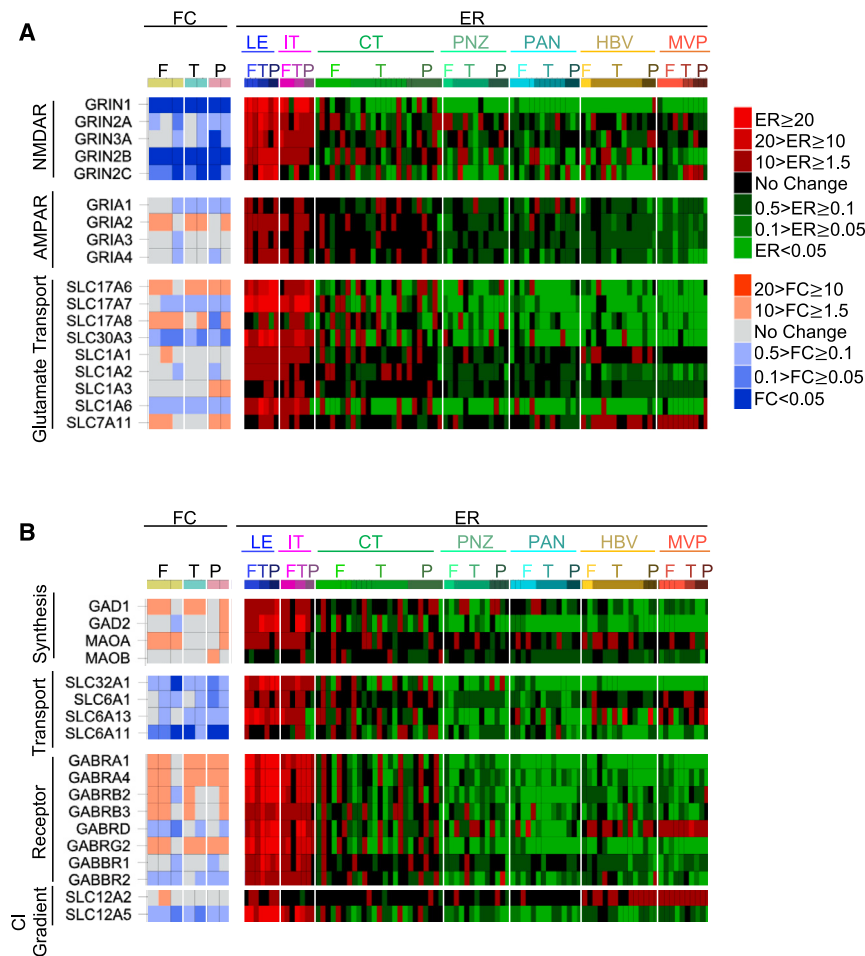 A
FC ER
LE IT CT PNZ PAN HBV MVP
F T P FTP FTP F T P F T P F T P F T P F T P
NMDAR
GRIN1
GRIN2A
GRIN3A
GRIN2B
GRIN2C
AMPAR
GRIA1
GRIA2
GRIA3
GRIA4
Glutamate Transport
SLC17A6
SLC17A7
SLC17A8
SLC30A3
SLC1A1
SLC1A2
SLC1A3
SLC1A6
SLC7A11
ER≥20
20>ER≥10
10>ER≥1.5
No Change
0.5>ER≥0.1
0.1>ER≥0.05
ER<0.05
20>FC≥10
10>FC≥1.5
No Change
0.5>FC≥0.1
0.1>FC≥0.05
FC<0.05
B
FC ER
LE IT CT PNZ PAN HBV MVP
F T P FTP FTP F T P F T P F T P F T P F T P
Synthesis
GAD1
GAD2
MAOA
MAOB
Transport
SLC32A1
SLC6A1
SLC6A13
SLC6A11
Receptor
GABRA1
GABRA4
GABRB2
GABRB3
GABRD
GABRG2
GABBR1
GABBR2
Cl
Gradient
SLC12A2
SLC12A5